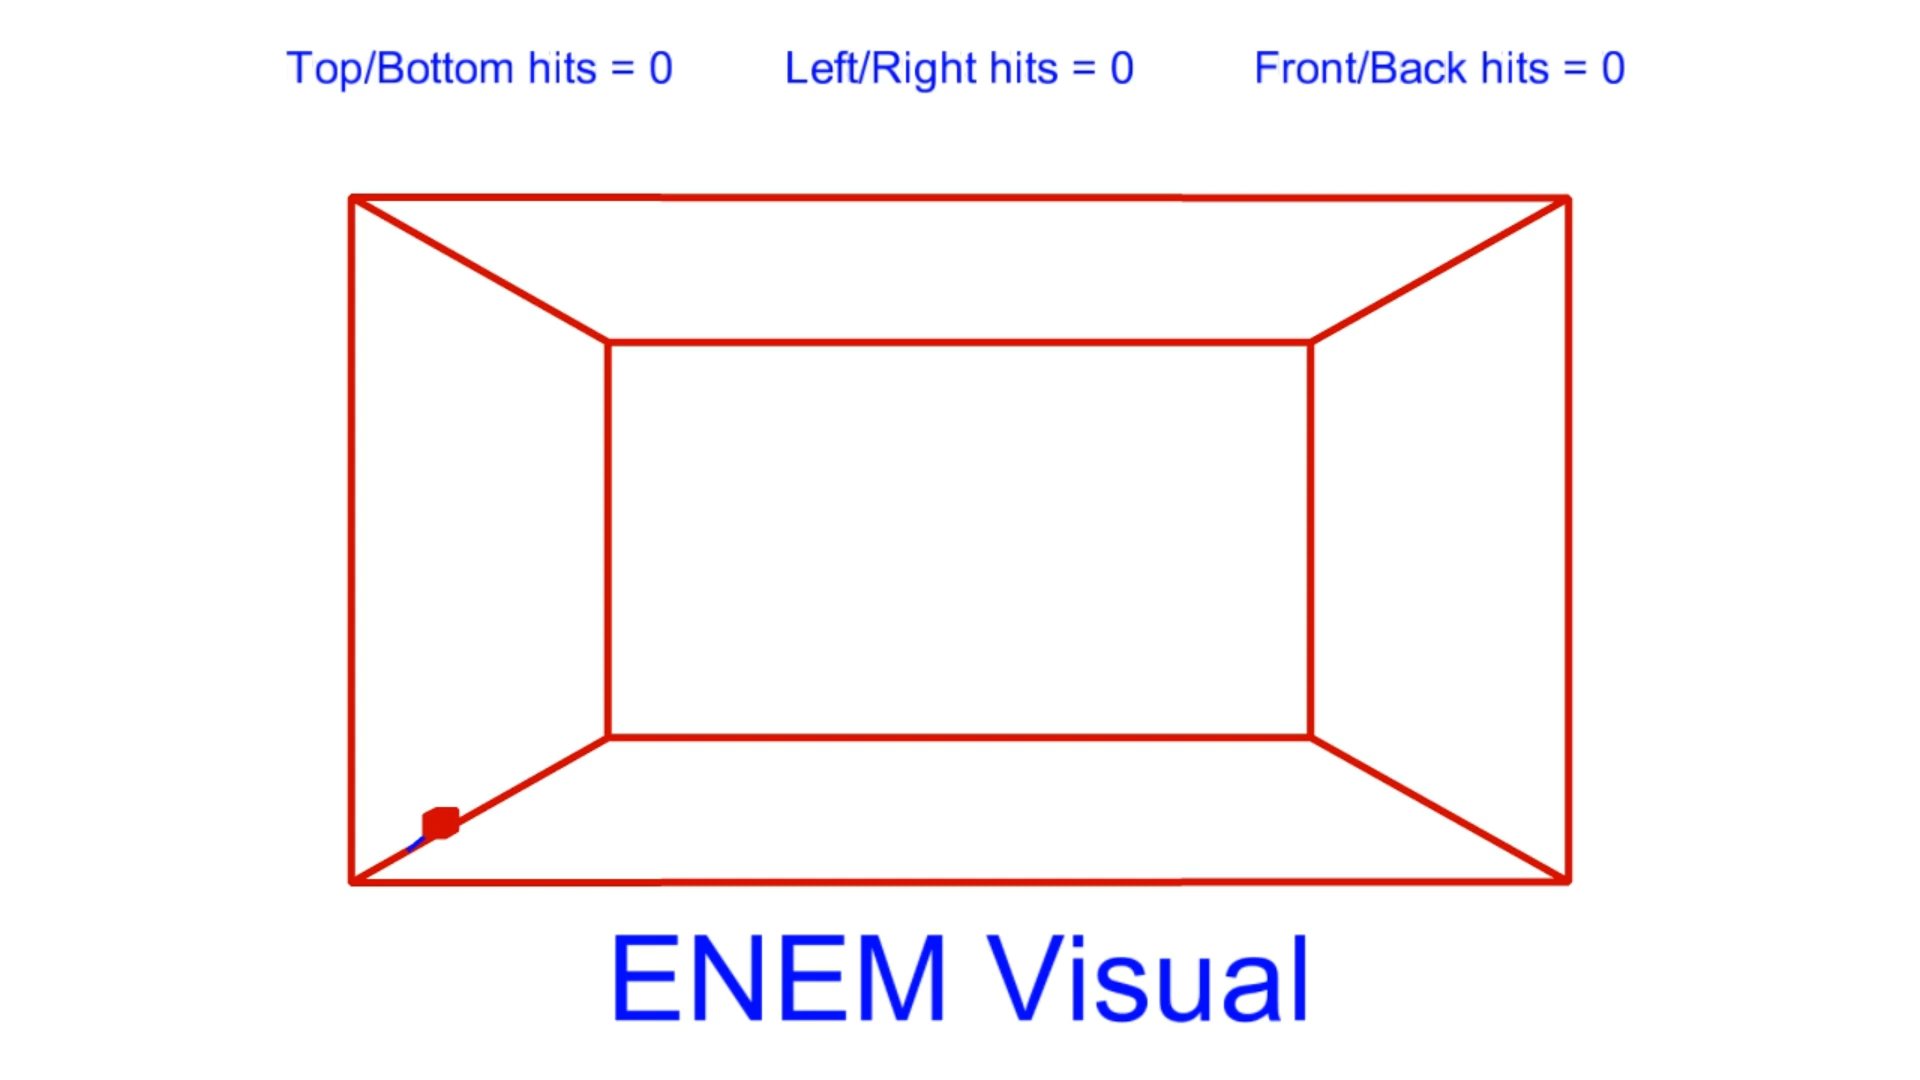 Top/Bottom hits = 0 Left/Right hits = 0 Front/Back hits = 0
ENEM Visual